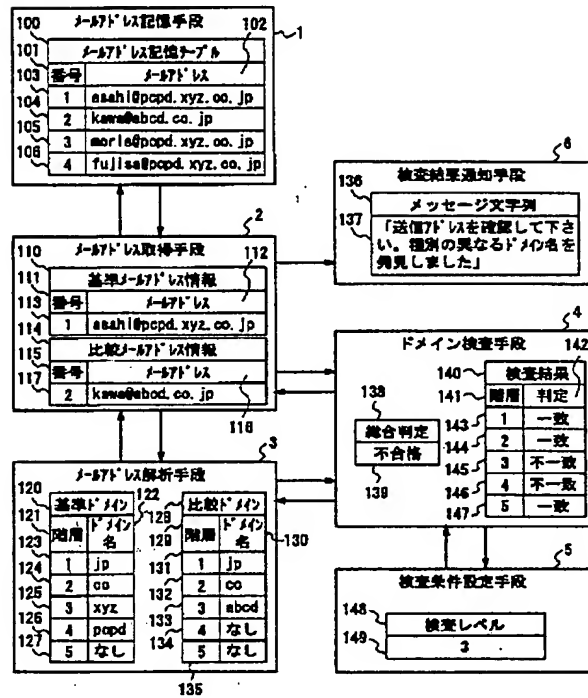 メールアドレス記憶手段
1
100
101
102
103
104
105
106
メールアドレス記憶テーブル
番号 メールアドレス
1 asahi@pcpd.xyz.co.jp
2 kawa@abcd.co.jp
3 moris@pcpd.xyz.co.jp
4 fujisa@pcpd.xyz.co.jp
メールアドレス取得手段
2
110
111
112
113
114
115
117
118
基準メールアドレス情報
番号 メールアドレス
1 asahi@pcpd.xyz.co.jp
比較メールアドレス情報
番号 メールアドレス
2 kawa@abcd.co.jp
検査結果通知手段
6
136
137
メッセージ文字列
「送信アドレスを確認して下さ
い。種別の異なるドメイン名を
発見しました」
ドメイン検査手段
4
138
総合判定
不合格
139
140
141
142
143
144
145
146
147
検査結果
階層 判定
1 一致
2 一致
3 不一致
4 不一致
5 一致
メールアドレス解析手段
3
120
121
122
123
124
125
126
127
基準ドメイン
階層 ドメイン名
1 jp
2 co
3 xyz
4 pcpd
5 なし
128
129
130
131
132
133
134
135
比較ドメイン
階層 ドメイン名
1 jp
2 co
3 abcd
4 なし
5 なし
検査条件設定手段
5
148
149
検査レベル
3